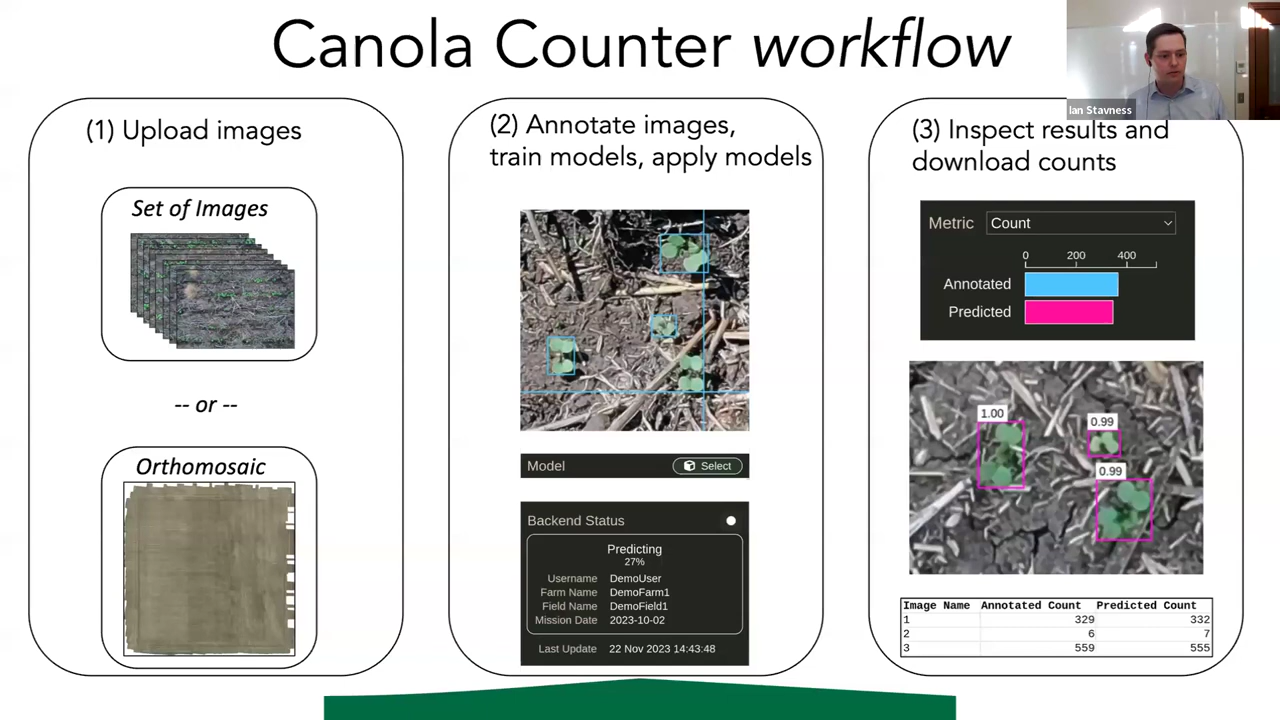 Canola Counter workflow
Ian Stavness
(1) Upload images
Set of Images
-- or --
Orthomosaic
(2) Annotate images,
train models, apply models
Model
Select
Backend Status
Predicting
27%
Username DemoUser
Farm Name DemoFarm1
Field Name DemoField1
Mission Date 2023-10-02
Last Update 22 Nov 2023 14:43:48
(3) Inspect results and
download counts
Metric Count
0 200 400
Annotated
Predicted
1.00
0.99
0.99
Image Name Annotated Count Predicted Count
1 329 332
2 6 7
3 559 555